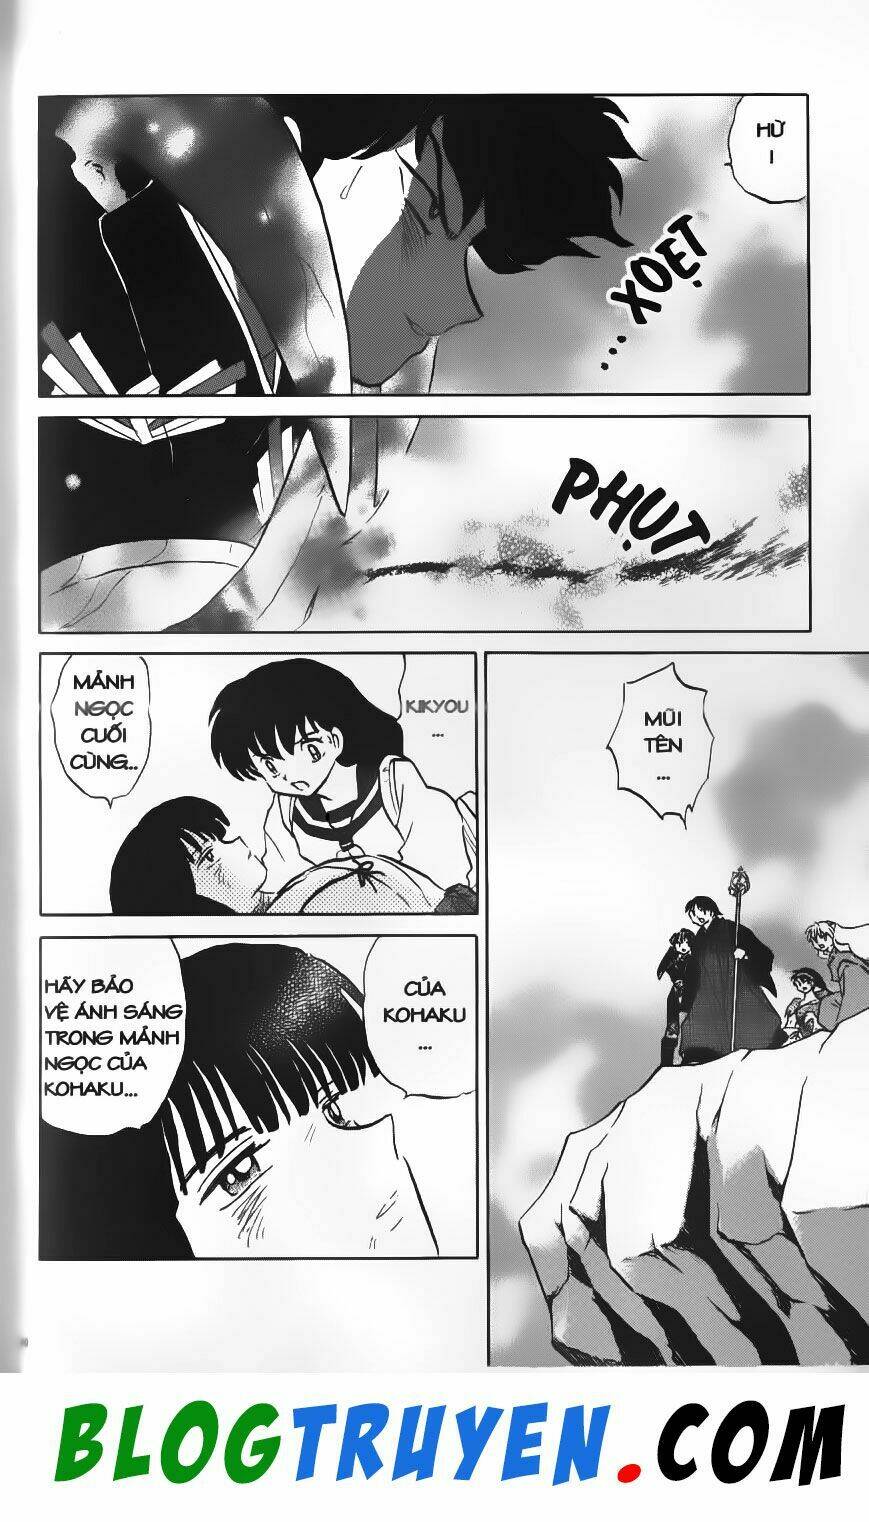 HỪ
!
... XOẸT
PHỤT
MŨI
TÊN
...
KIKYOU
...
MẢNH
NGỌC
CUỐI
CÙNG...
CỦA
KOHAKU
...
HÃY BẢO
VỆ ÁNH SÁNG
TRONG MẢNH
NGỌC CỦA
KOHAKU...
BLOGTRUYEN.COM